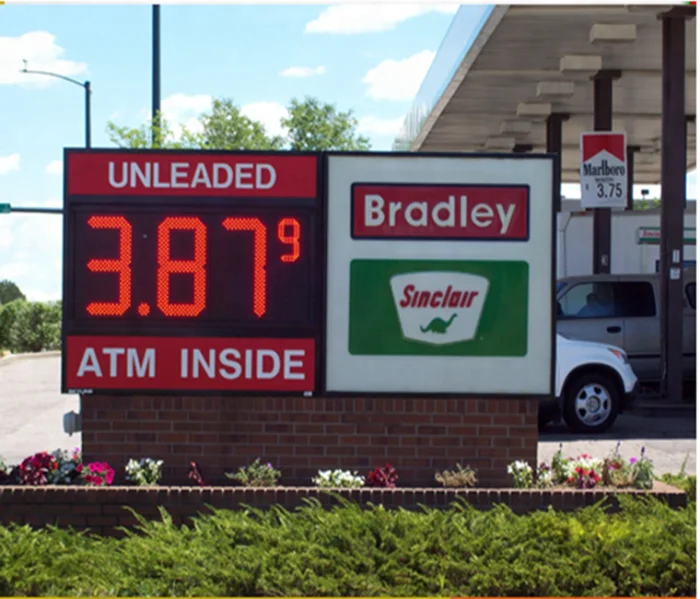 UNLEADED
3.879
ATM INSIDE
Bradley
Sinclair
Marlboro
3.75